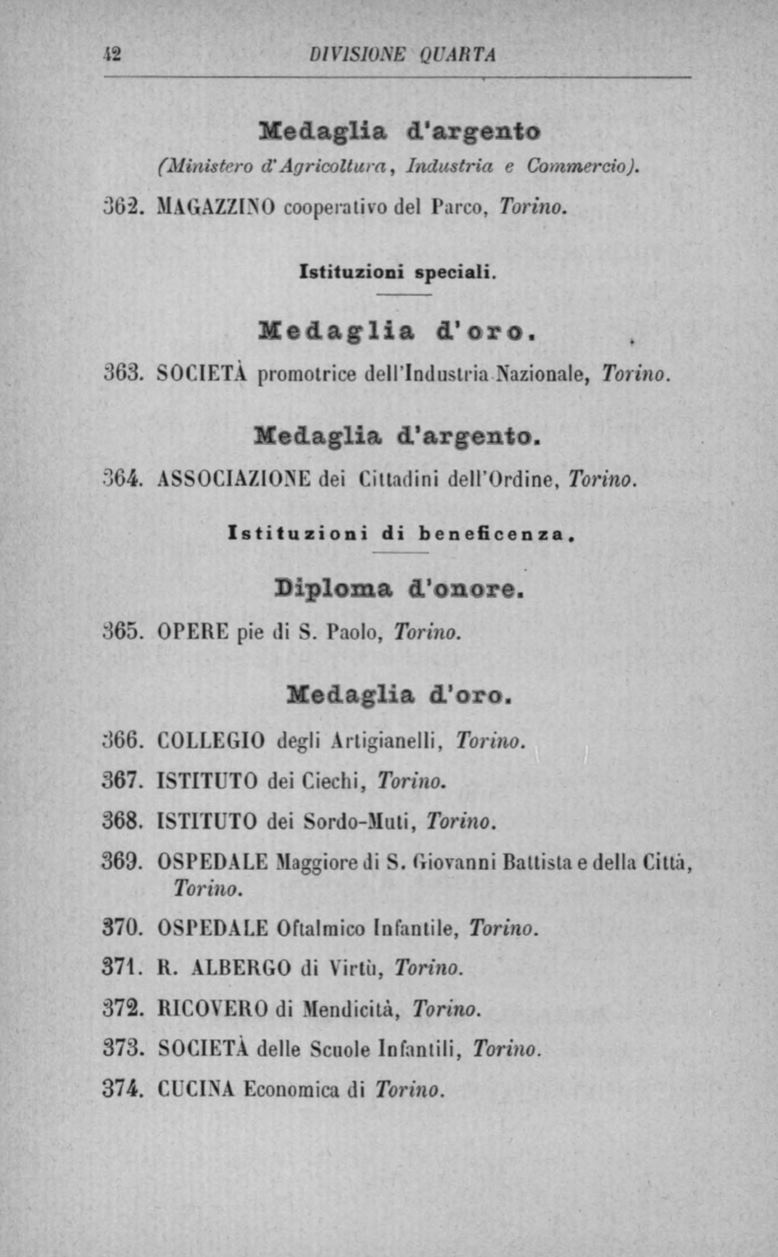 42 DIVISIONE QUARTA
Medaglia d'argento
(Ministero d'Agricoltura, Industria e Commercio).
362. MAGAZZINO cooperativo del Parco, Torino.
Istituzioni speciali.
Medaglia d'oro.
363. SOCIETÀ promotrice dell'Industria Nazionale, Torino.
Medaglia d'argento.
364. ASSOCIAZIONE dei Cittadini dell'Ordine, Torino.
Istituzioni di beneficenza.
Diploma d'onore.
365. OPERE pie di S. Paolo, Torino.
Medaglia d'oro.
366. COLLEGIO degli Artigianelli, Torino.
367. ISTITUTO dei Ciechi, Torino.
368. ISTITUTO dei Sordo-Muti, Torino.
369. OSPEDALE Maggiore di S. Giovanni Battista e della Città,
Torino.
370. OSPEDALE Oftalmico Infantile, Torino.
371. R. ALBERGO di Virtù, Torino.
372. RICOVERO di Mendicità, Torino.
373. SOCIETÀ delle Scuole Infantili, Torino.
374. CUCINA Economica di Torino.